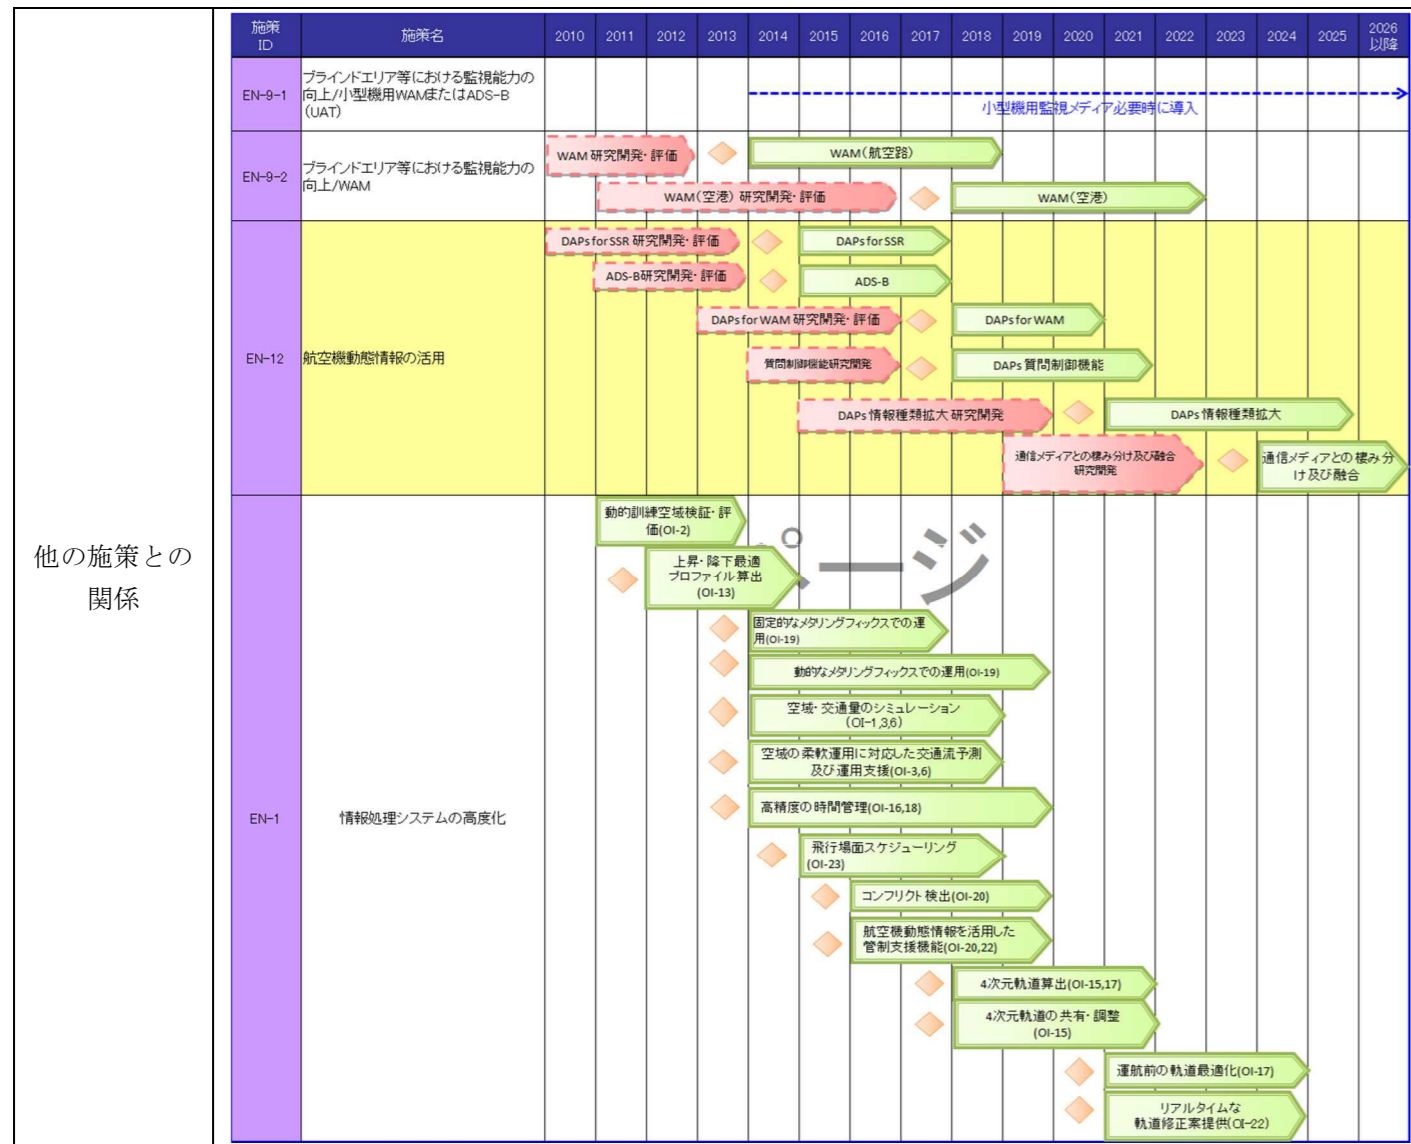 他の施策との
関係
施策
ID
施策名
2010
2011
2012
2013
2014
2015
2016
2017
2018
2019
2020
2021
2022
2023
2024
2025
2026
以降
EN-9-1
ブラインドエリア等における監視能力の
向上/小型機用WAMまたはADS-B
(UAT)
小型機用監視メディア必要時に導入
EN-9-2
ブラインドエリア等における監視能力の
向上/WAM
WAM 研究開発・評価
WAM(航空路)
WAM(空港) 研究開発・評価
WAM(空港)
EN-12
航空機動態情報の活用
DAPs for SSR 研究開発・評価
DAPs for SSR
ADS-B研究開発・評価
ADS-B
DAPs for WAM 研究開発・評価
DAPs for WAM
質問制御機能研究開発
DAPs 質問制御機能
DAPs 情報種類拡大 研究開発
DAPs 情報種類拡大
通信メディアとの棲み分け及び融合
研究開発
通信メディアとの棲み分
け及び融合
EN-1
情報処理システムの高度化
動的訓練空域検証・評
価(OI-2)
ページ
上昇・降下最適
プロファイル算出
(OI-13)
固定的なメタリングフィックスでの運
用(OI-19)
動的なメタリングフィックスでの運用(OI-19)
空域・交通量のシミュレーション
(OI-1,3,6)
空域の柔軟運用に対応した交通流予測
及び運用支援(OI-3,6)
高精度の時間管理(OI-16,18)
飛行場面スケジューリング
(OI-23)
コンフリクト検出(OI-20)
航空機動態情報を活用した
管制支援機能(OI-20,22)
4次元軌道算出(OI-15,17)
4次元軌道の共有・調整
(OI-15)
運航前の軌道最適化(OI-17)
リアルタイムな
軌道修正案提供(OI-22)